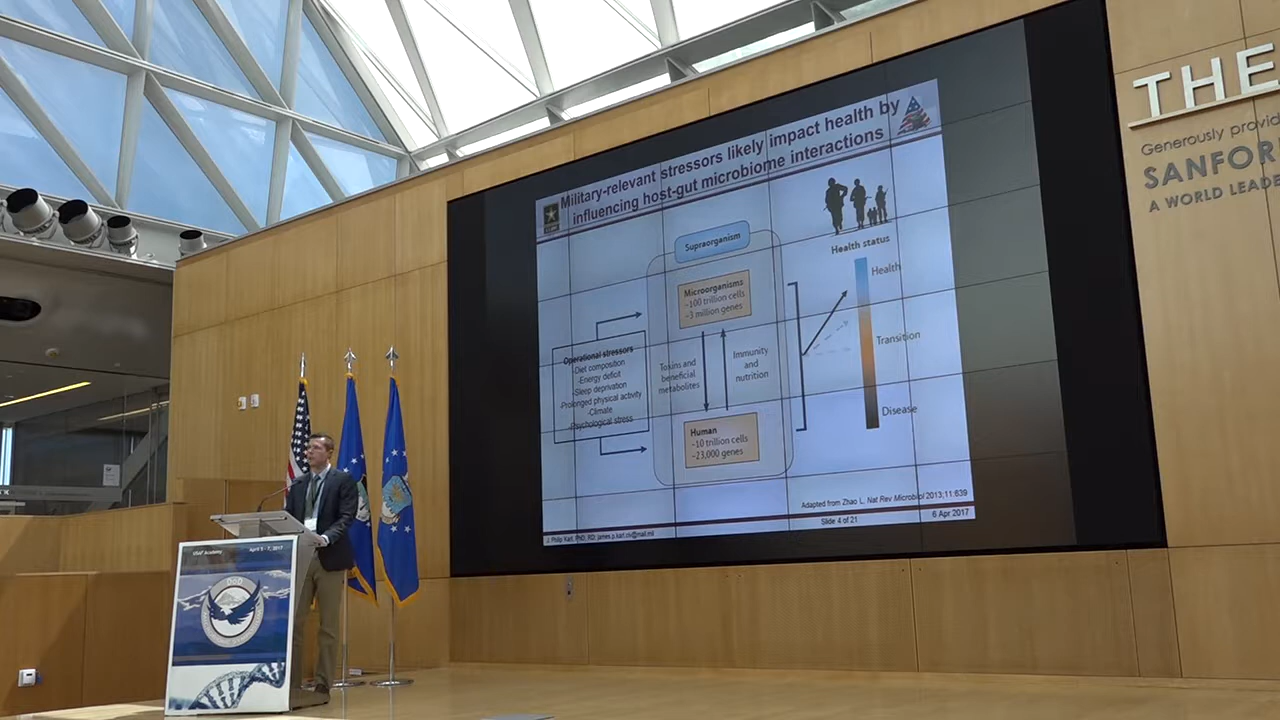 Military-relevant stressors likely impact health by
influencing host-gut microbiome interactions
Supraorganism
Microorganisms
~100 trillion cells
~3 million genes
Operational stressors
-Diet composition
-Energy deficit
-Sleep deprivation
-Prolonged physical activity
-Climate
-Psychological stress
Toxins and
beneficial
metabolites
Immunity
and
nutrition
Human
~10 trillion cells
~23,000 genes
Health status
Health
Transition
Disease
Adapted from Zhao L. Nat Rev Microbiol 2013;11:639
J. Philip Karl, PhD, RD; james.p.karl.civ@mail.mil
Slide 4 of 21
6 Apr 2017
THE
Generously provid
SANFOR
A WORLD LEADE
USAF Academy
April 5 - 7, 2017
DOD